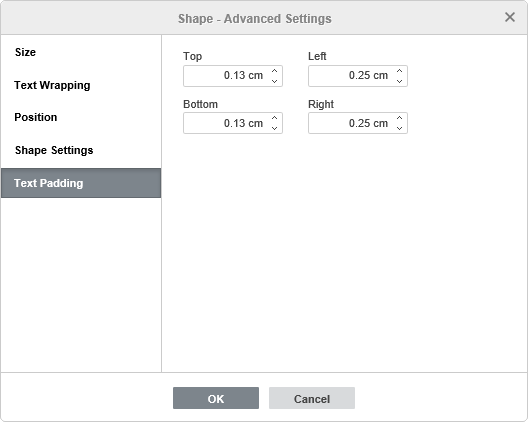 Shape - Advanced Settings
Size
Text Wrapping
Position
Shape Settings
Text Padding
Top Left
0.13 cm 0.25 cm
Bottom Right
0.13 cm 0.25 cm
OK Cancel